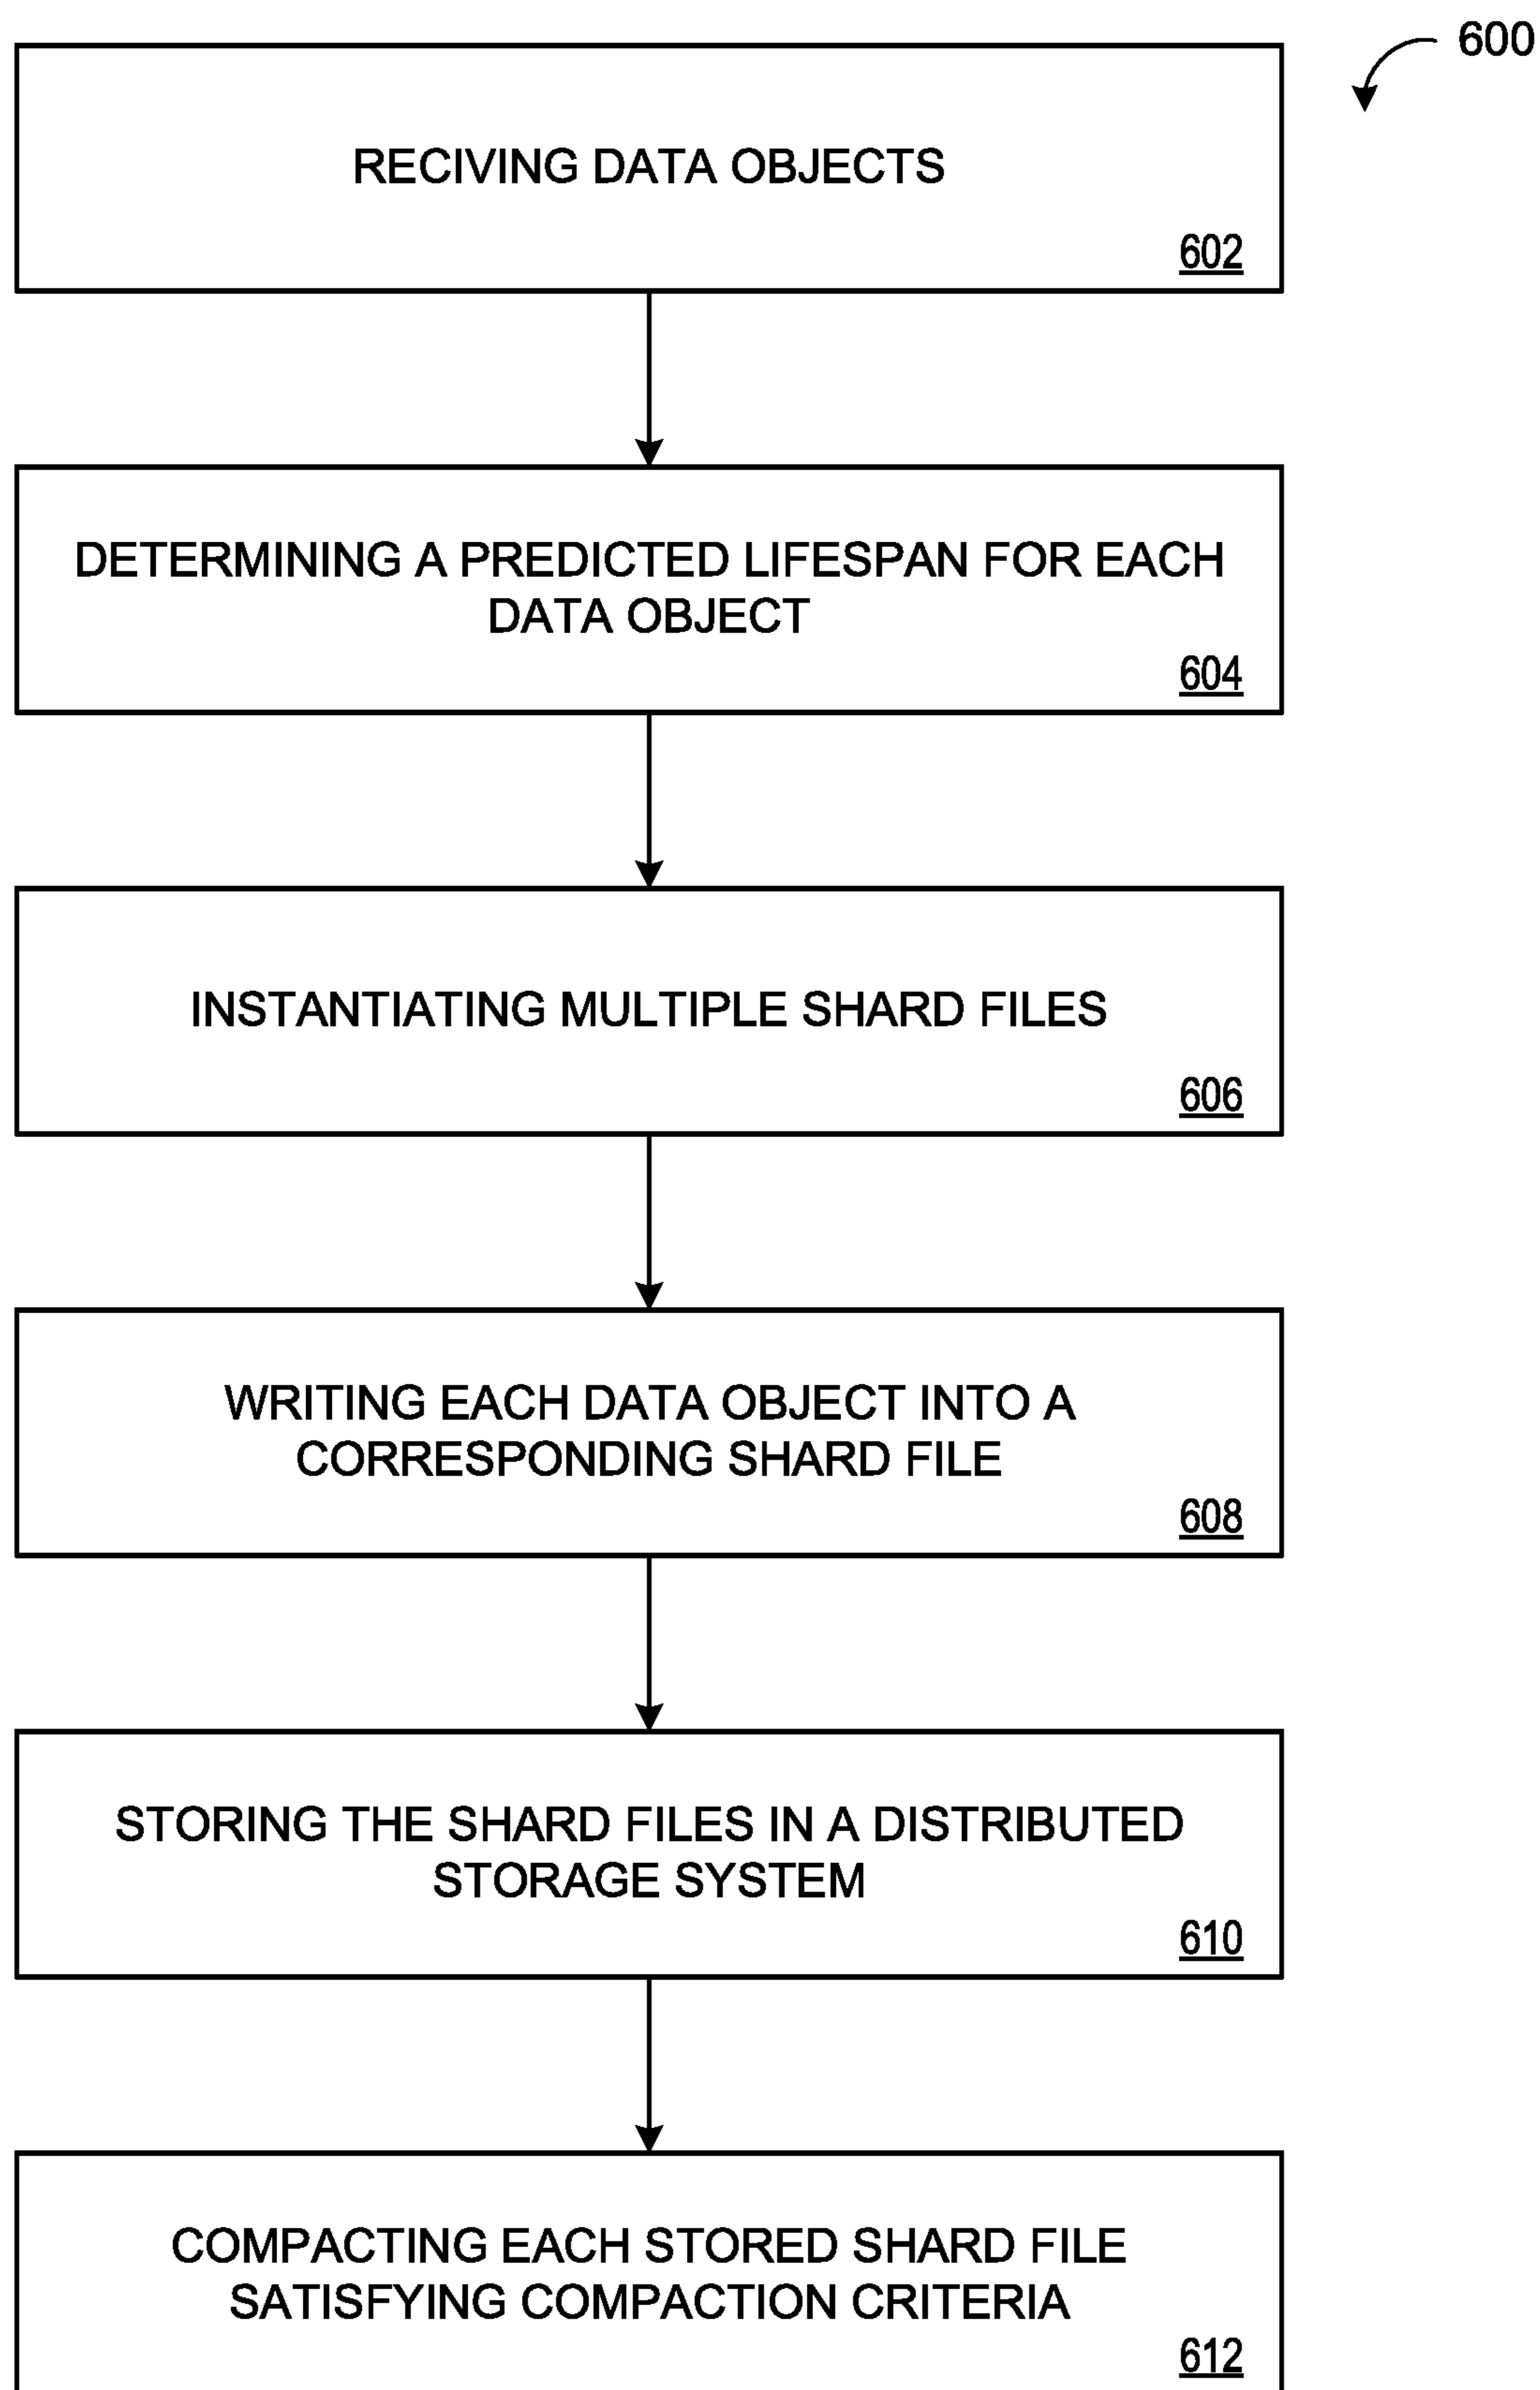 600
RECIVING DATA OBJECTS
602
DETERMINING A PREDICTED LIFESPAN FOR EACH
DATA OBJECT
604
INSTANTIATING MULTIPLE SHARD FILES
606
WRITING EACH DATA OBJECT INTO A
CORRESPONDING SHARD FILE
608
STORING THE SHARD FILES IN A DISTRIBUTED
STORAGE SYSTEM
610
COMPACTING EACH STORED SHARD FILE
SATISFYING COMPACTION CRITERIA
612